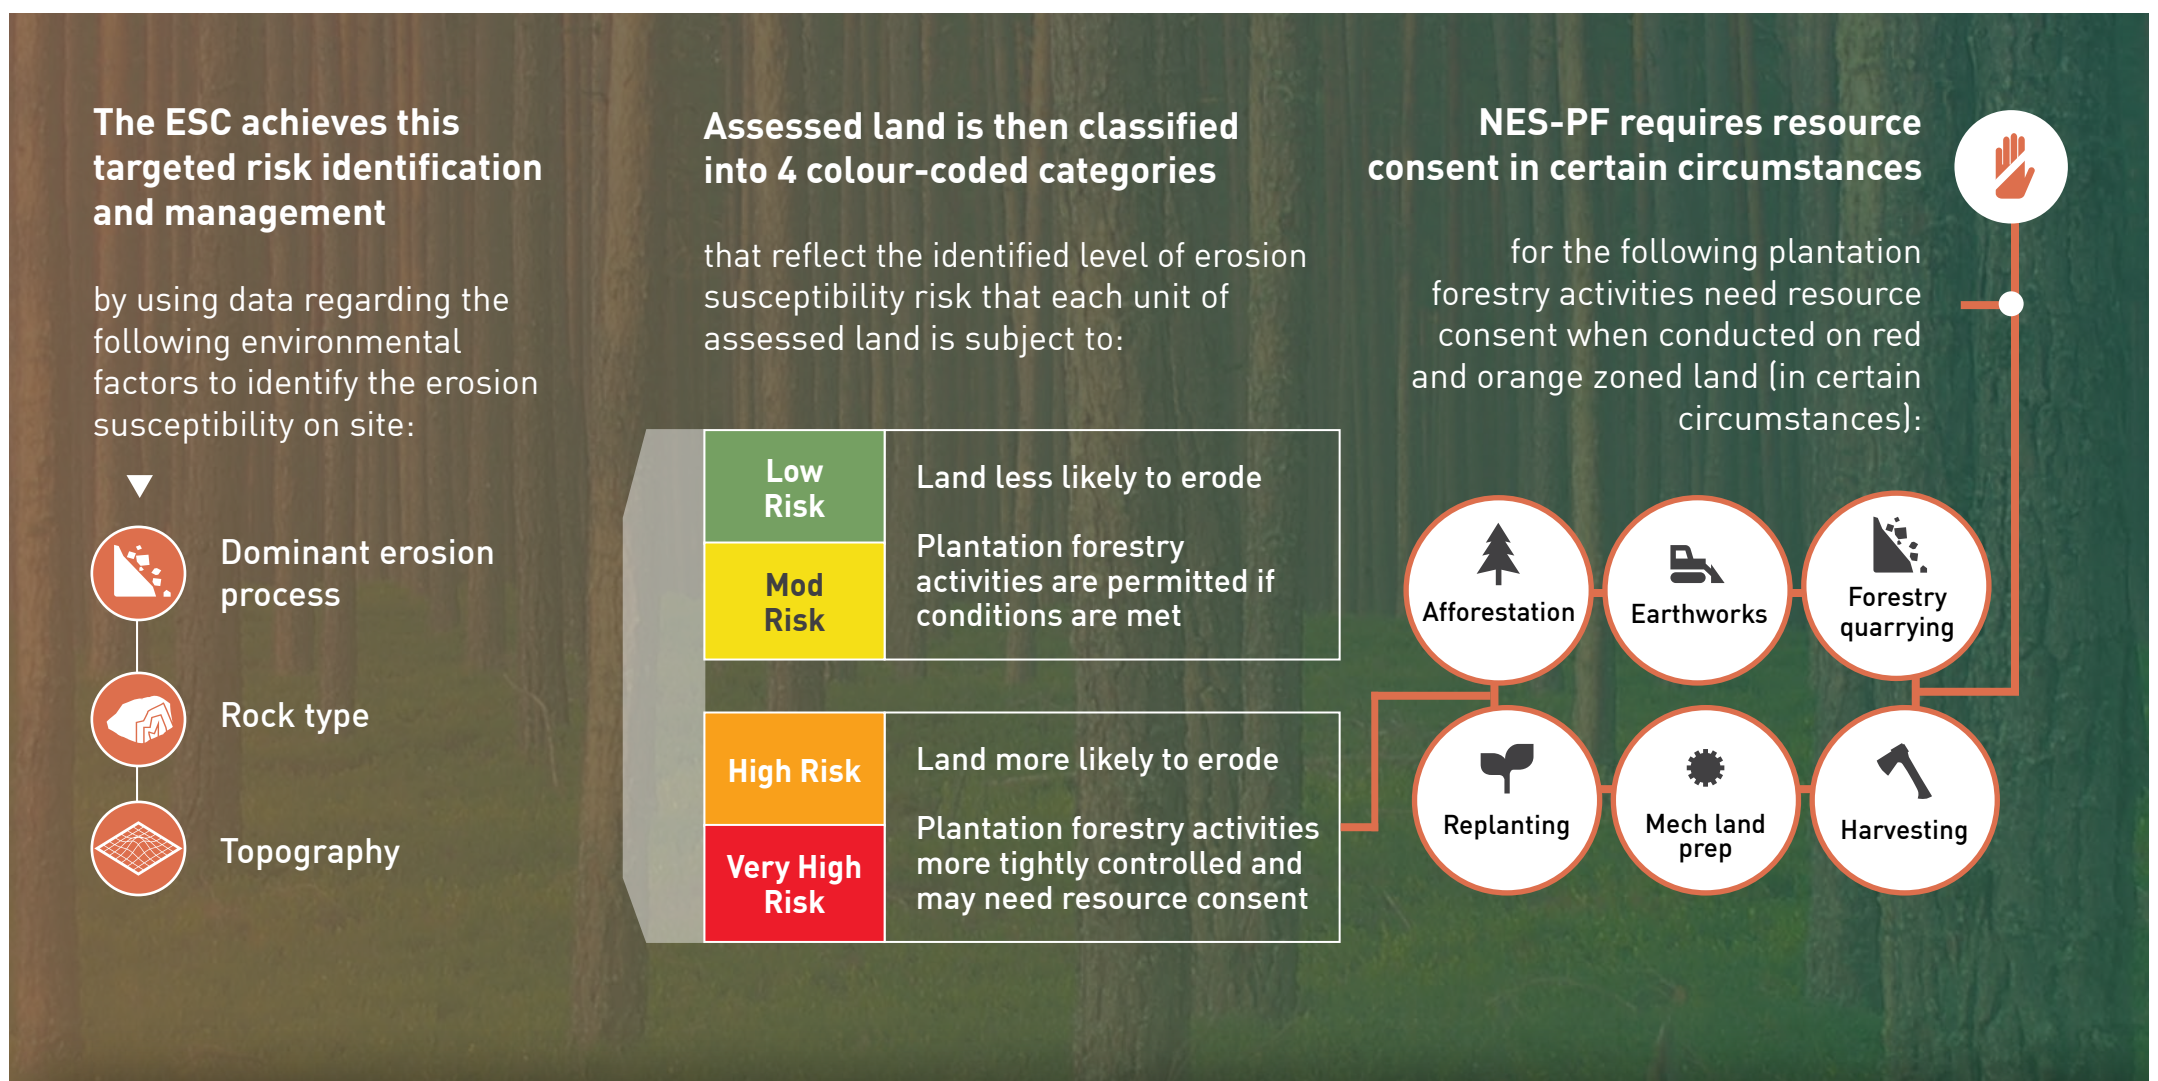 The ESC achieves this
targeted risk identification
and management
by using data regarding the
following environmental
factors to identify the erosion
susceptibility on site:
Dominant erosion
process
Rock type
Topography
Assessed land is then classified
into 4 colour-coded categories
that reflect the identified level of erosion
susceptibility risk that each unit of
assessed land is subject to:
Low
Risk
Mod
Risk
Land less likely to erode
Plantation forestry
activities are permitted if
conditions are met
High Risk
Very High
Risk
Land more likely to erode
Plantation forestry activities
more tightly controlled and
may need resource consent
NES-PF requires resource
consent in certain circumstances
for the following plantation
forestry activities need resource
consent when conducted on red
and orange zoned land (in certain
circumstances):
Afforestation
Earthworks
Forestry
quarrying
Replanting
Mech land
prep
Harvesting